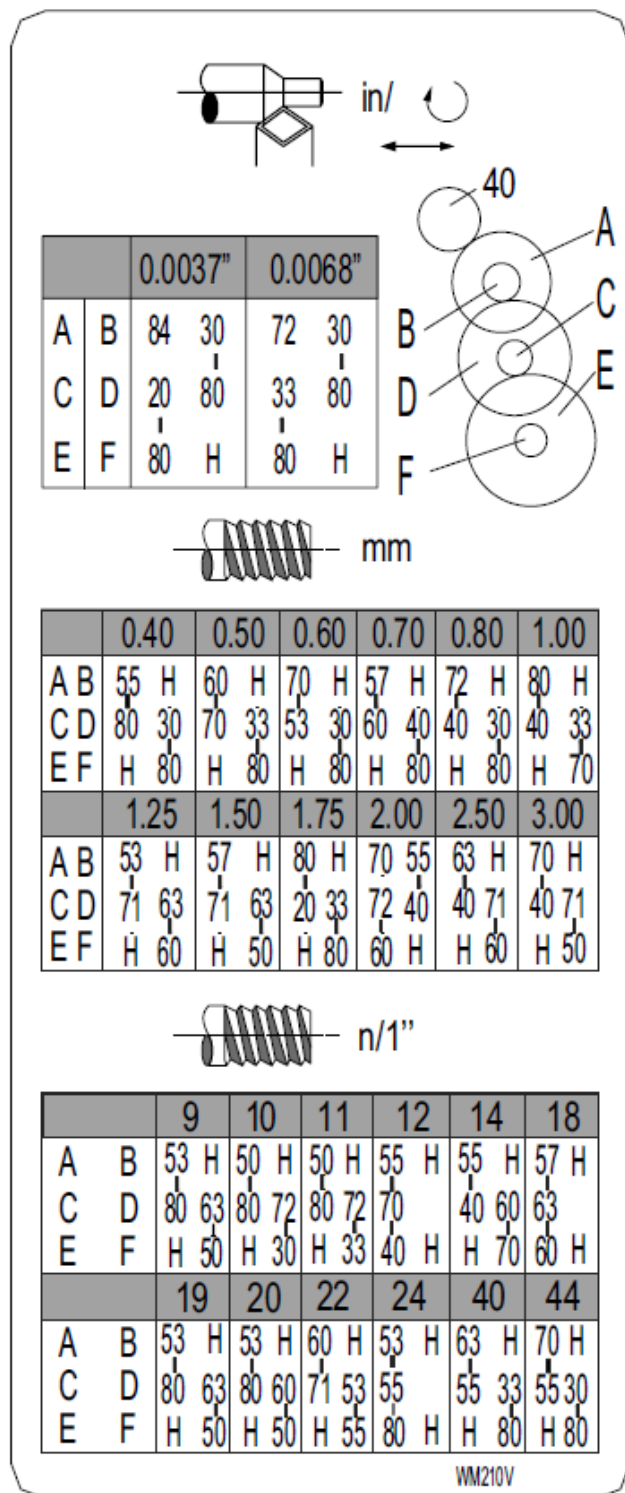 in/
40
A
0.0037” 0.0068”
B
C
A B 84 30 72 30
D
E
C D 20 80 33 80
E F 80 H 80 H
F
mm
0.40 0.50 0.60 0.70 0.80 1.00
A B 55 H 60 H 70 H 57 H 72 H 80 H
C D 80 30 70 33 53 30 60 40 40 30 40 33
E F H 80 H 80 H 80 H 80 H 80 H 70
1.25 1.50 1.75 2.00 2.50 3.00
A B 53 H 57 H 80 H 70 55 63 H 70 H
C D 71 63 71 63 20 33 72 40 40 71 40 71
E F H 60 H 50 H 80 60 H H 60 H 50
n/1’’
9 10 11 12 14 18
A B 53 H 50 H 50 H 55 H 55 H 57 H
C D 80 63 80 72 80 72 70 40 60 63
E F H 50 H 30 H 33 40 H H 70 60 H
19 20 22 24 40 44
A B 53 H 53 H 60 H 53 H 63 H 70 H
C D 80 63 80 60 71 53 55 55 33 55 30
E F H 50 H 50 H 55 80 H H 80 H 80
WM210V